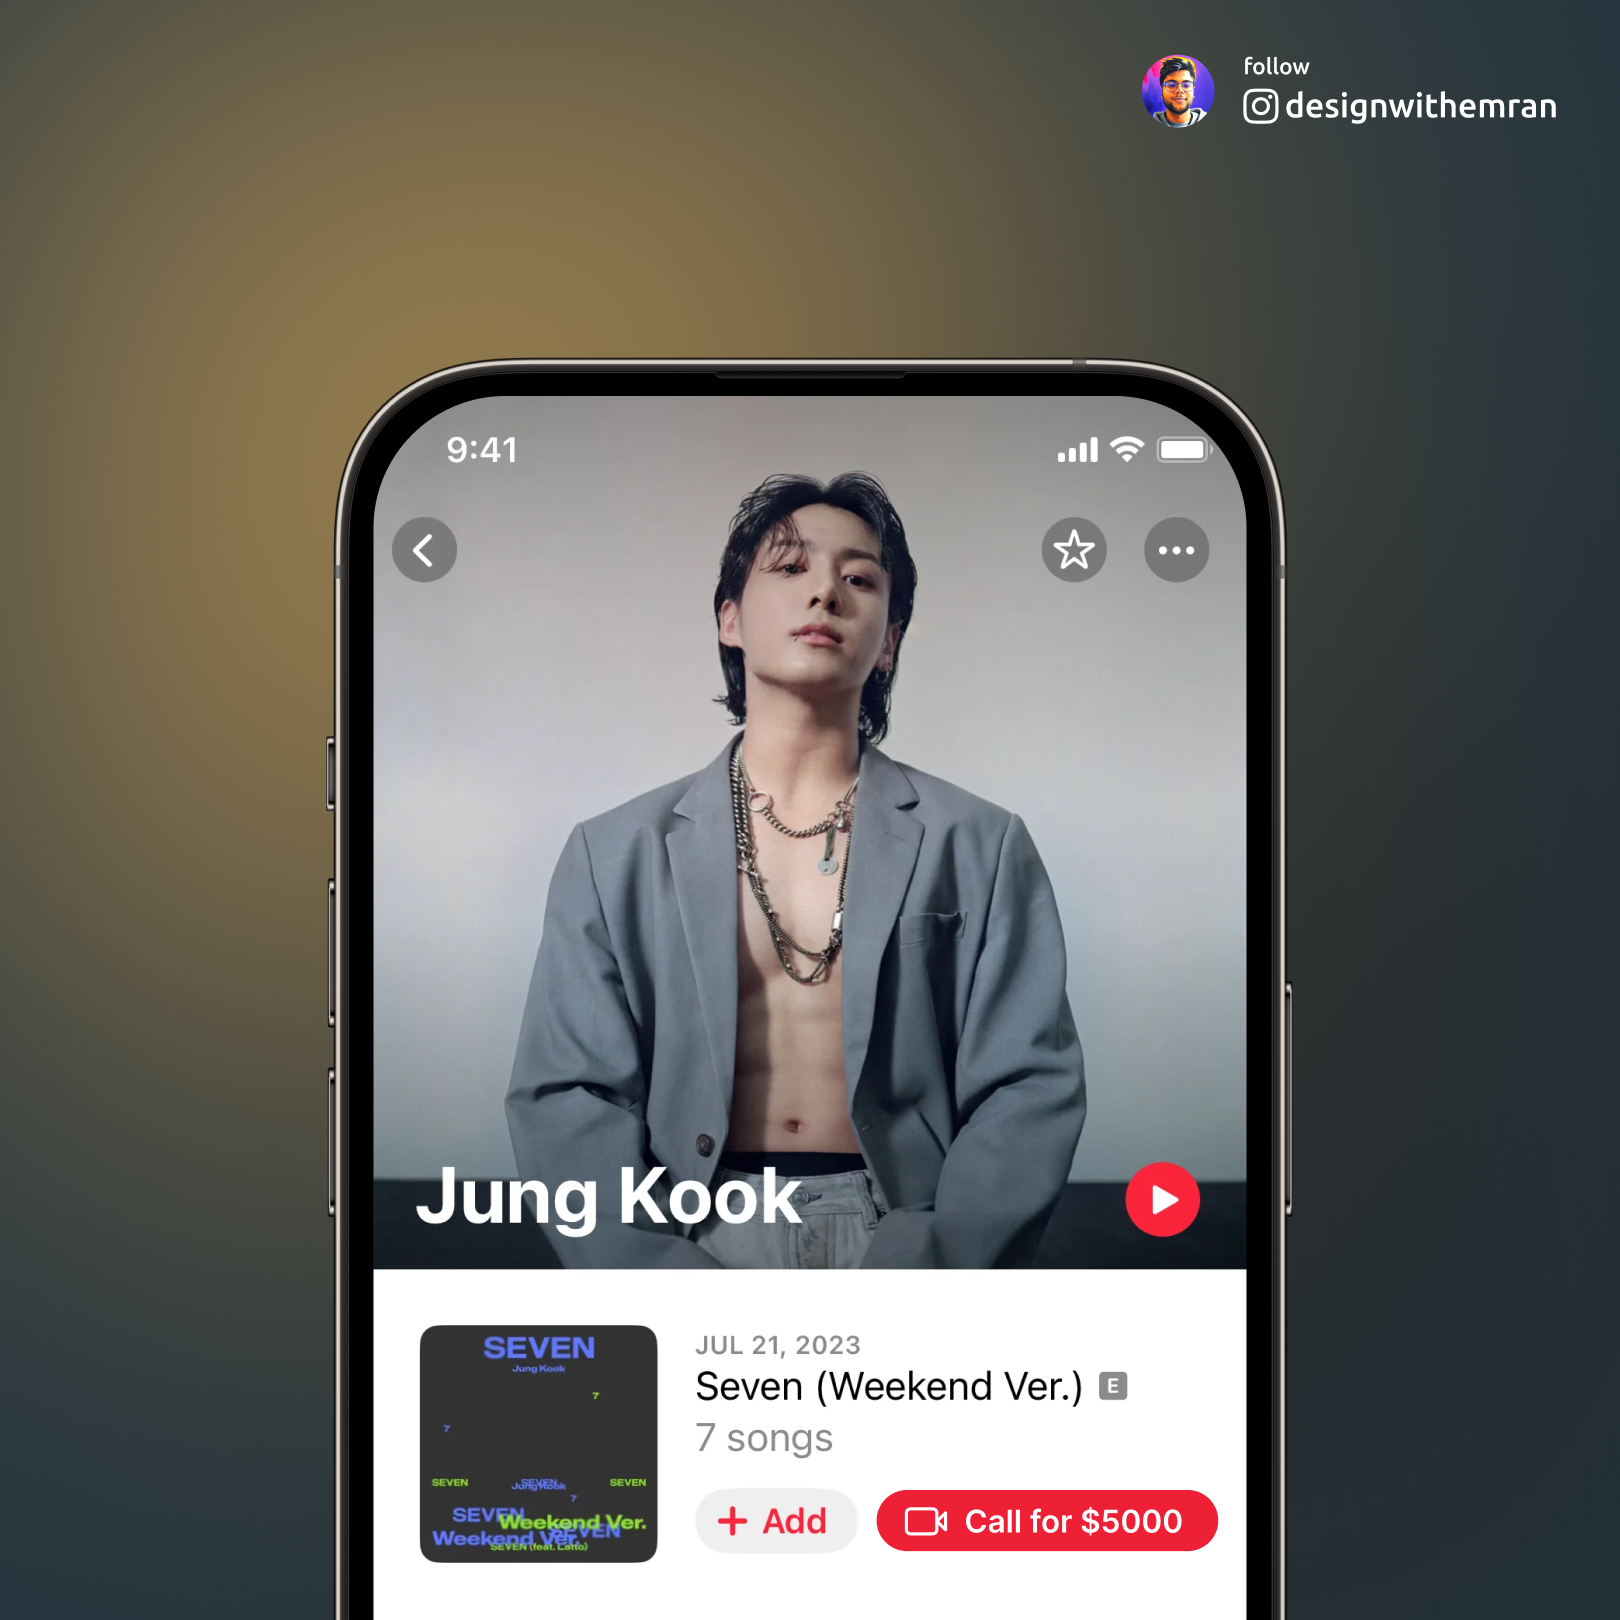 follow
designwithemran
9:41
Jung Kook
SEVEN
Jung Kook
7
7
SEVEN
SEVEN
SEVEN
Jung Kook
7
SEVEN
Weekend Ver.
SEVEN
Weekend Ver.
SEVEN (feat. Latto)
JUL 21, 2023
Seven (Weekend Ver.) E
7 songs
+ Add
Call for $5000